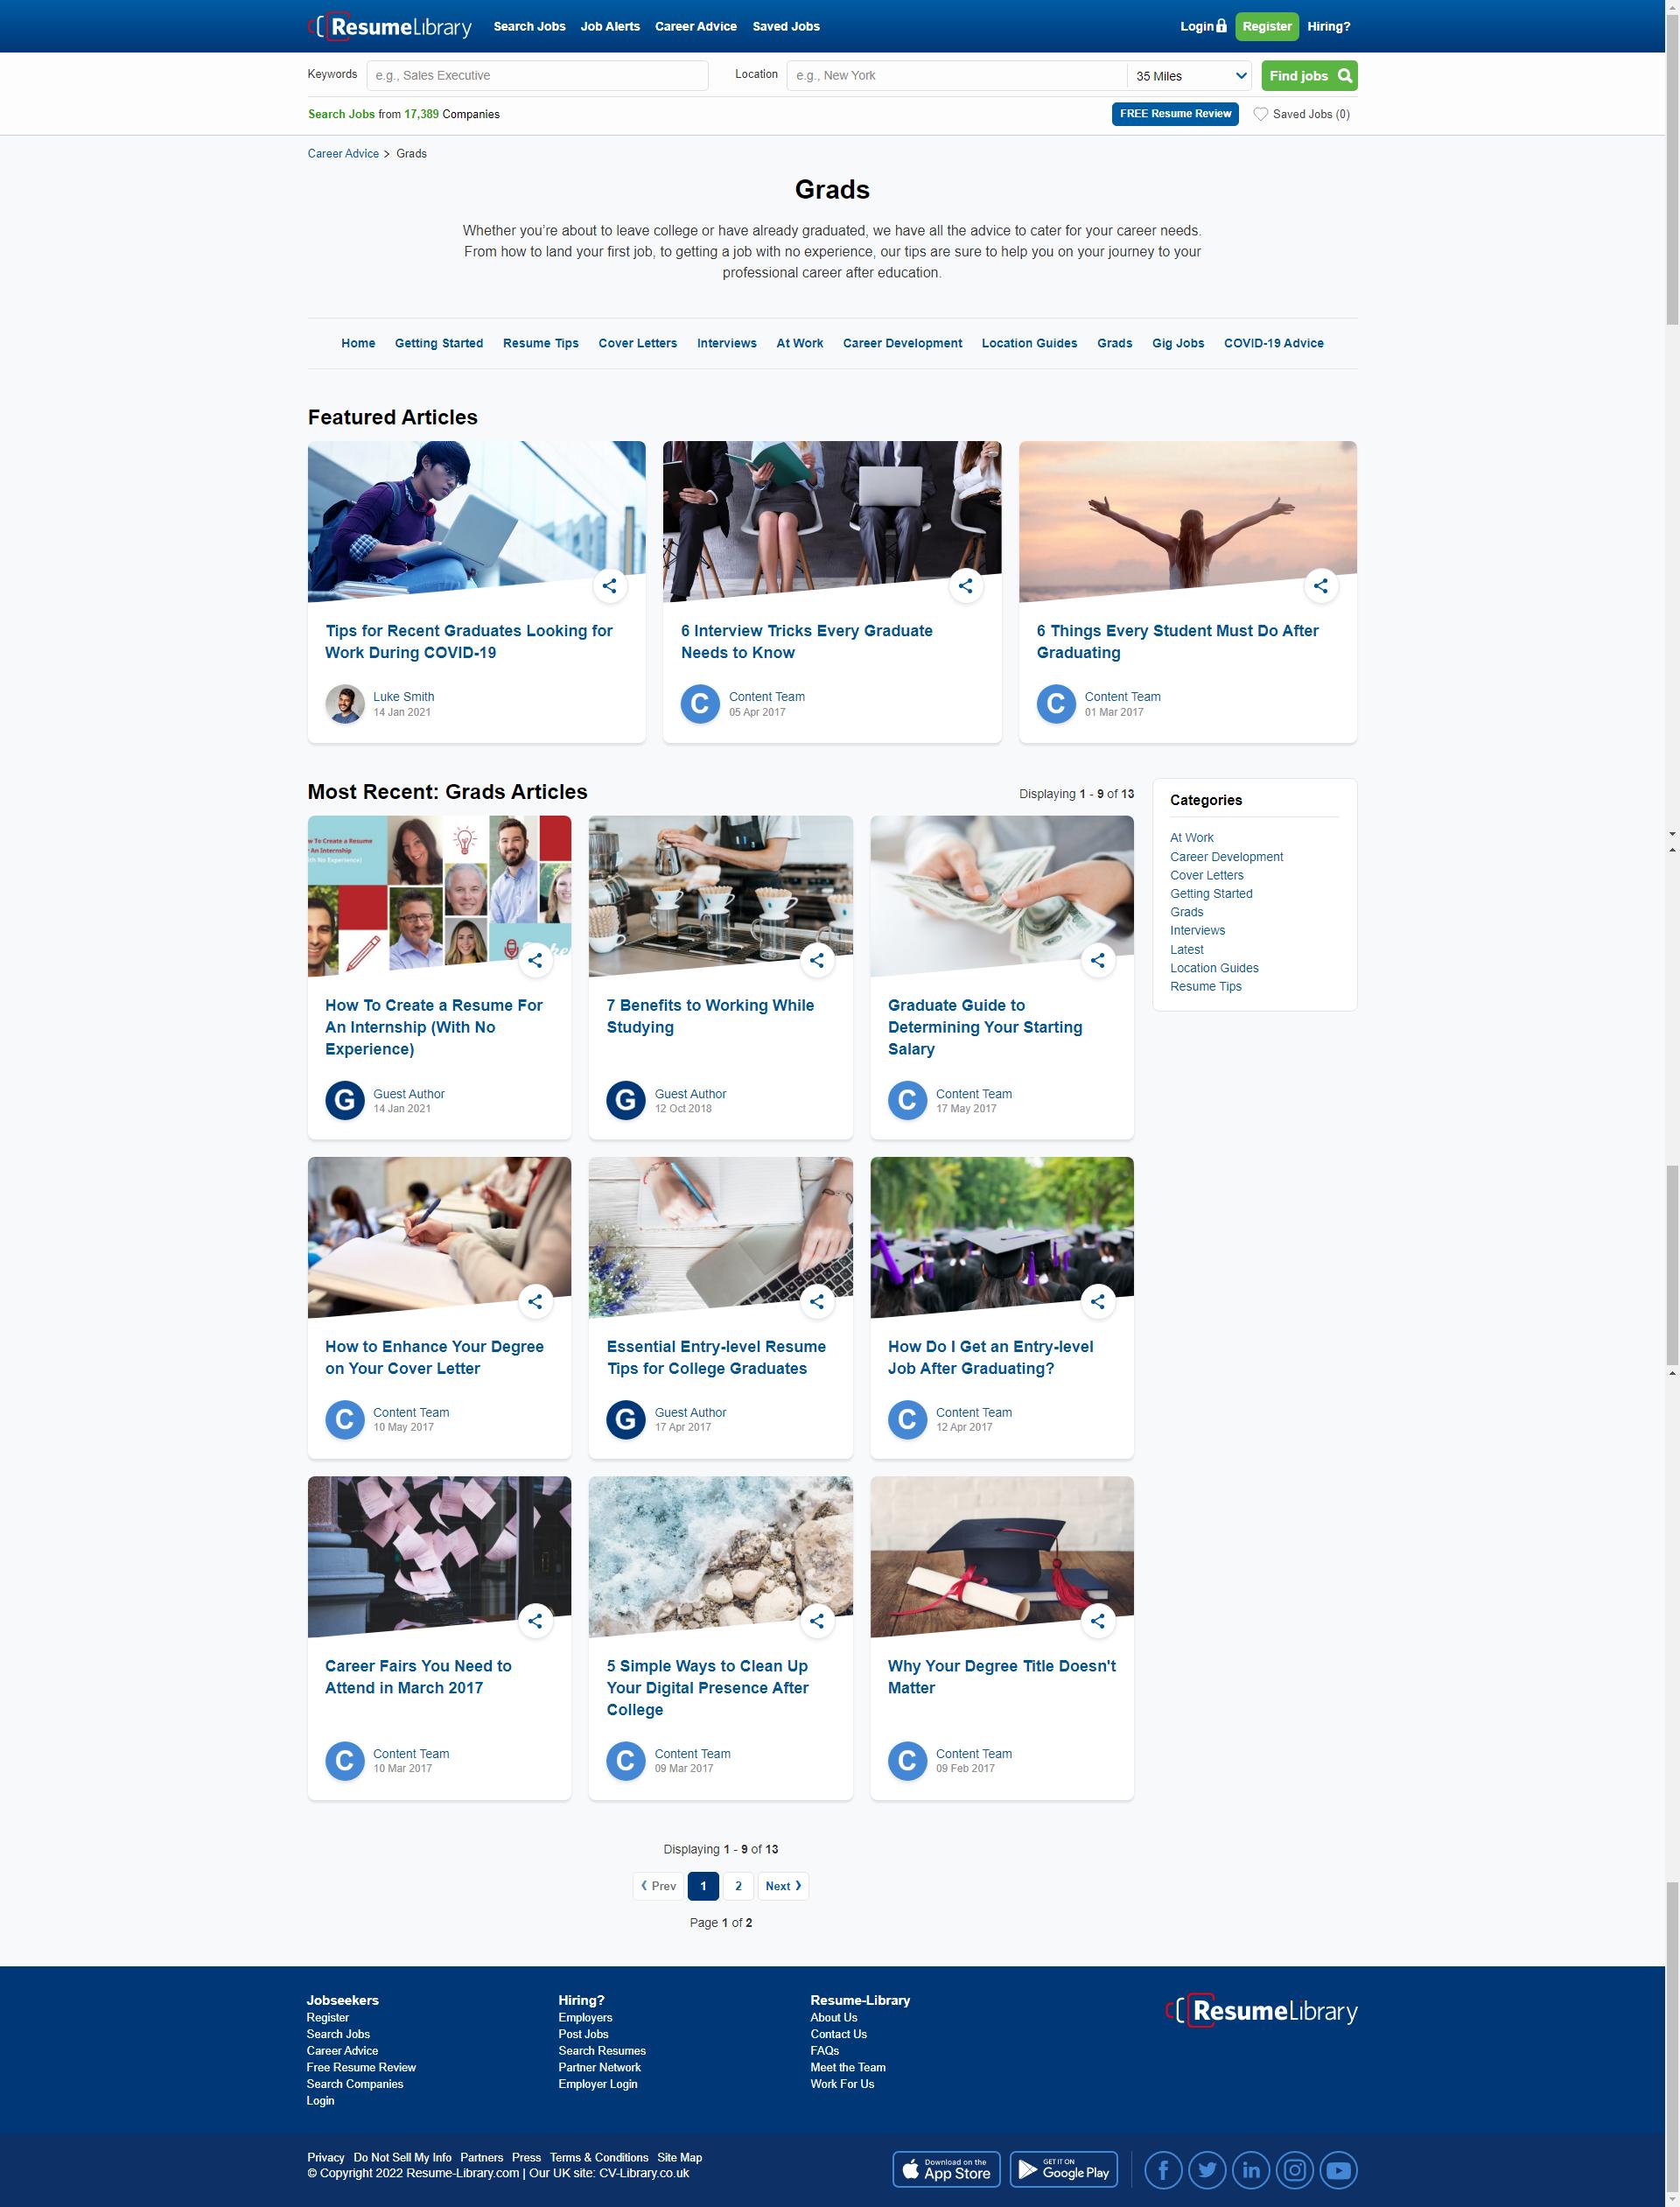 ResumeLibrary Search Jobs Job Alerts Career Advice Saved Jobs Login Register Hiring?
Keywords e.g., Sales Executive Location e.g., New York 35 Miles Find jobs
Search Jobs from 17,389 Companies FREE Resume Review Saved Jobs (0)
Career Advice > Grads
Grads
Whether you're about to leave college or have already graduated, we have all the advice to cater for your career needs.
From how to land your first job, to getting a job with no experience, our tips are sure to help you on your journey to your
professional career after education.
Home Getting Started Resume Tips Cover Letters Interviews At Work Career Development Location Guides Grads Gig Jobs COVID-19 Advice
Featured Articles
Tips for Recent Graduates Looking for
Work During COVID-19
Luke Smith
14 Jan 2021
6 Interview Tricks Every Graduate
Needs to Know
C
Content Team
05 Apr 2017
6 Things Every Student Must Do After
Graduating
C
Content Team
01 Mar 2017
Most Recent: Grads Articles
Displaying 1 - 9 of 13
To Create a Resume
An Internship
No Experience)
How To Create a Resume For
An Internship (With No
Experience)
G
Guest Author
14 Jan 2021
7 Benefits to Working While
Studying
G
Guest Author
12 Oct 2018
Graduate Guide to
Determining Your Starting
Salary
C
Content Team
17 May 2017
How to Enhance Your Degree
on Your Cover Letter
C
Content Team
10 May 2017
Essential Entry-level Resume
Tips for College Graduates
G
Guest Author
17 Apr 2017
How Do I Get an Entry-level
Job After Graduating?
C
Content Team
12 Apr 2017
Career Fairs You Need to
Attend in March 2017
C
Content Team
10 Mar 2017
5 Simple Ways to Clean Up
Your Digital Presence After
College
C
Content Team
09 Mar 2017
Why Your Degree Title Doesn't
Matter
C
Content Team
09 Feb 2017
Categories
At Work
Career Development
Cover Letters
Getting Started
Grads
Interviews
Latest
Location Guides
Resume Tips
Displaying 1 - 9 of 13
Prev 1 2 Next
Page 1 of 2
Jobseekers
Register
Search Jobs
Career Advice
Free Resume Review
Search Companies
Login
Hiring?
Employers
Post Jobs
Search Resumes
Partner Network
Employer Login
Resume-Library
About Us
Contact Us
FAQs
Meet the Team
Work For Us
ResumeLibrary
Privacy Do Not Sell My Info Partners Press Terms & Conditions Site Map
© Copyright 2022 Resume-Library.com | Our UK site: CV-Library.co.uk
Download on the
App Store
GET IT ON
Google Play